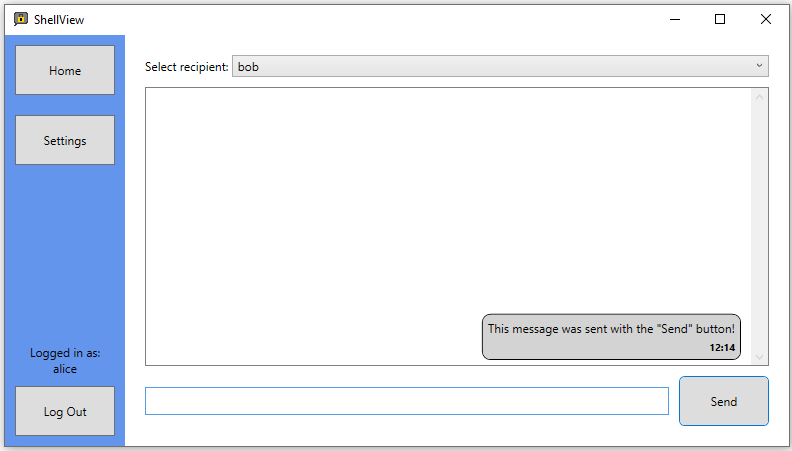 ShellView
Home
Settings
Logged in as:
alice
Log Out
Select recipient: bob
This message was sent with the "Send" button!
12:14
Send